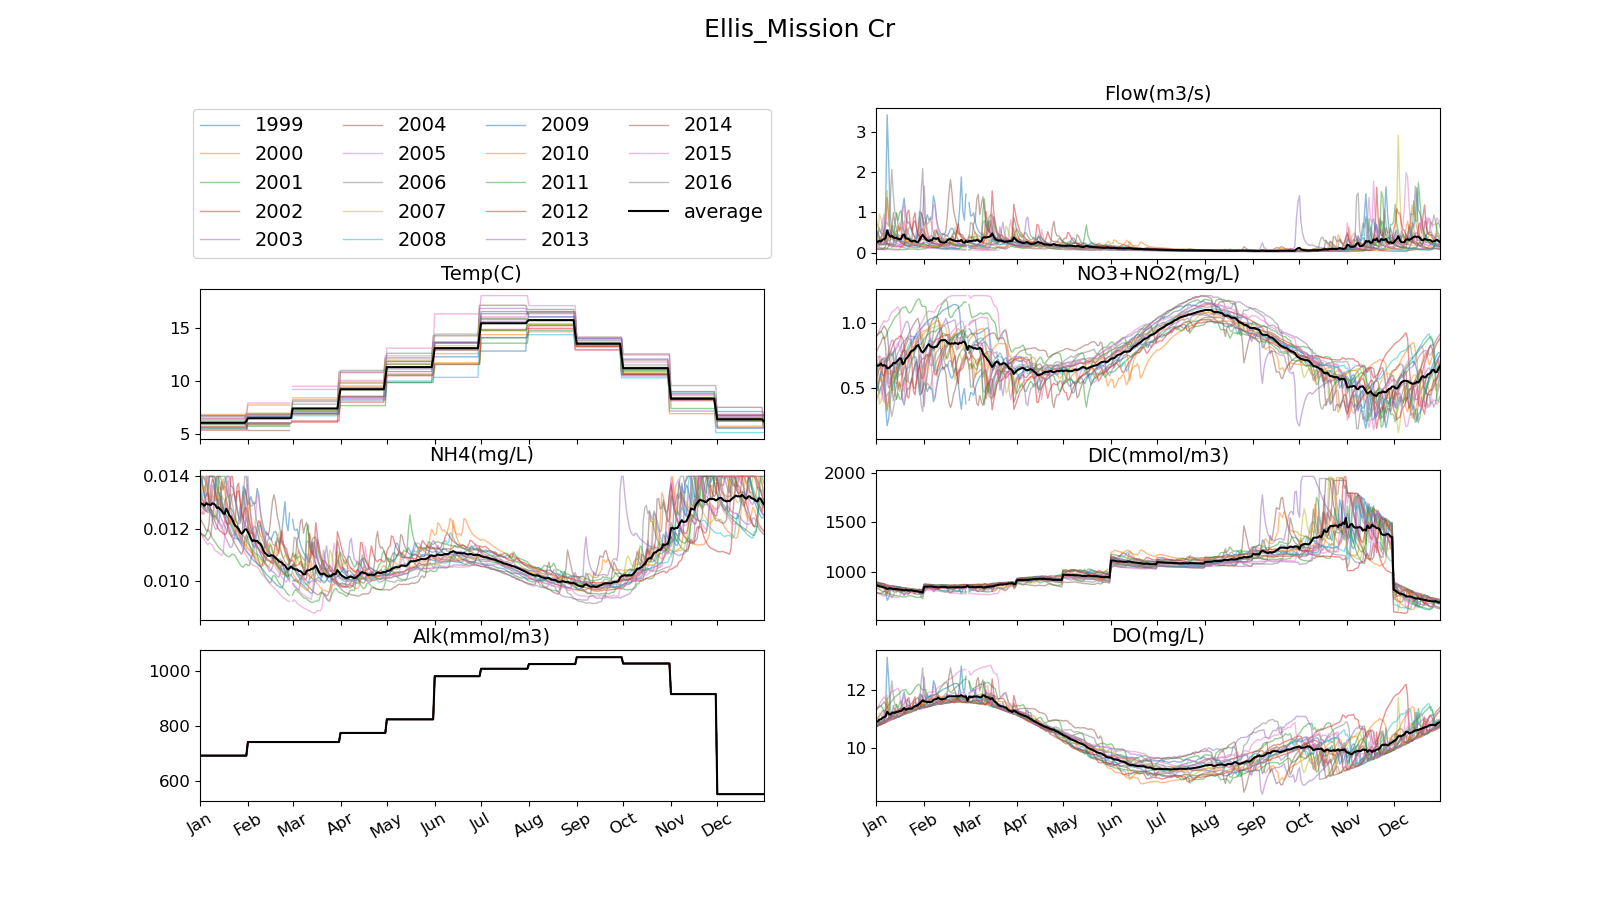 Ellis_Mission Cr
1999 2004 2009 2014
2000 2005 2010 2015
2001 2006 2011 2016
2002 2007 2012 average
2003 2008 2013
Flow(m3/s)
3
2
1
0
Temp(C)
15
10
5
NO3+NO2(mg/L)
1.0
0.5
NH4(mg/L)
0.014
0.012
0.010
DIC(mmol/m3)
2000
1500
1000
Alk(mmol/m3)
1000
800
600
Jan Feb Mar Apr May Jun Jul Aug Sep Oct Nov Dec
DO(mg/L)
12
10
Jan Feb Mar Apr May Jun Jul Aug Sep Oct Nov Dec